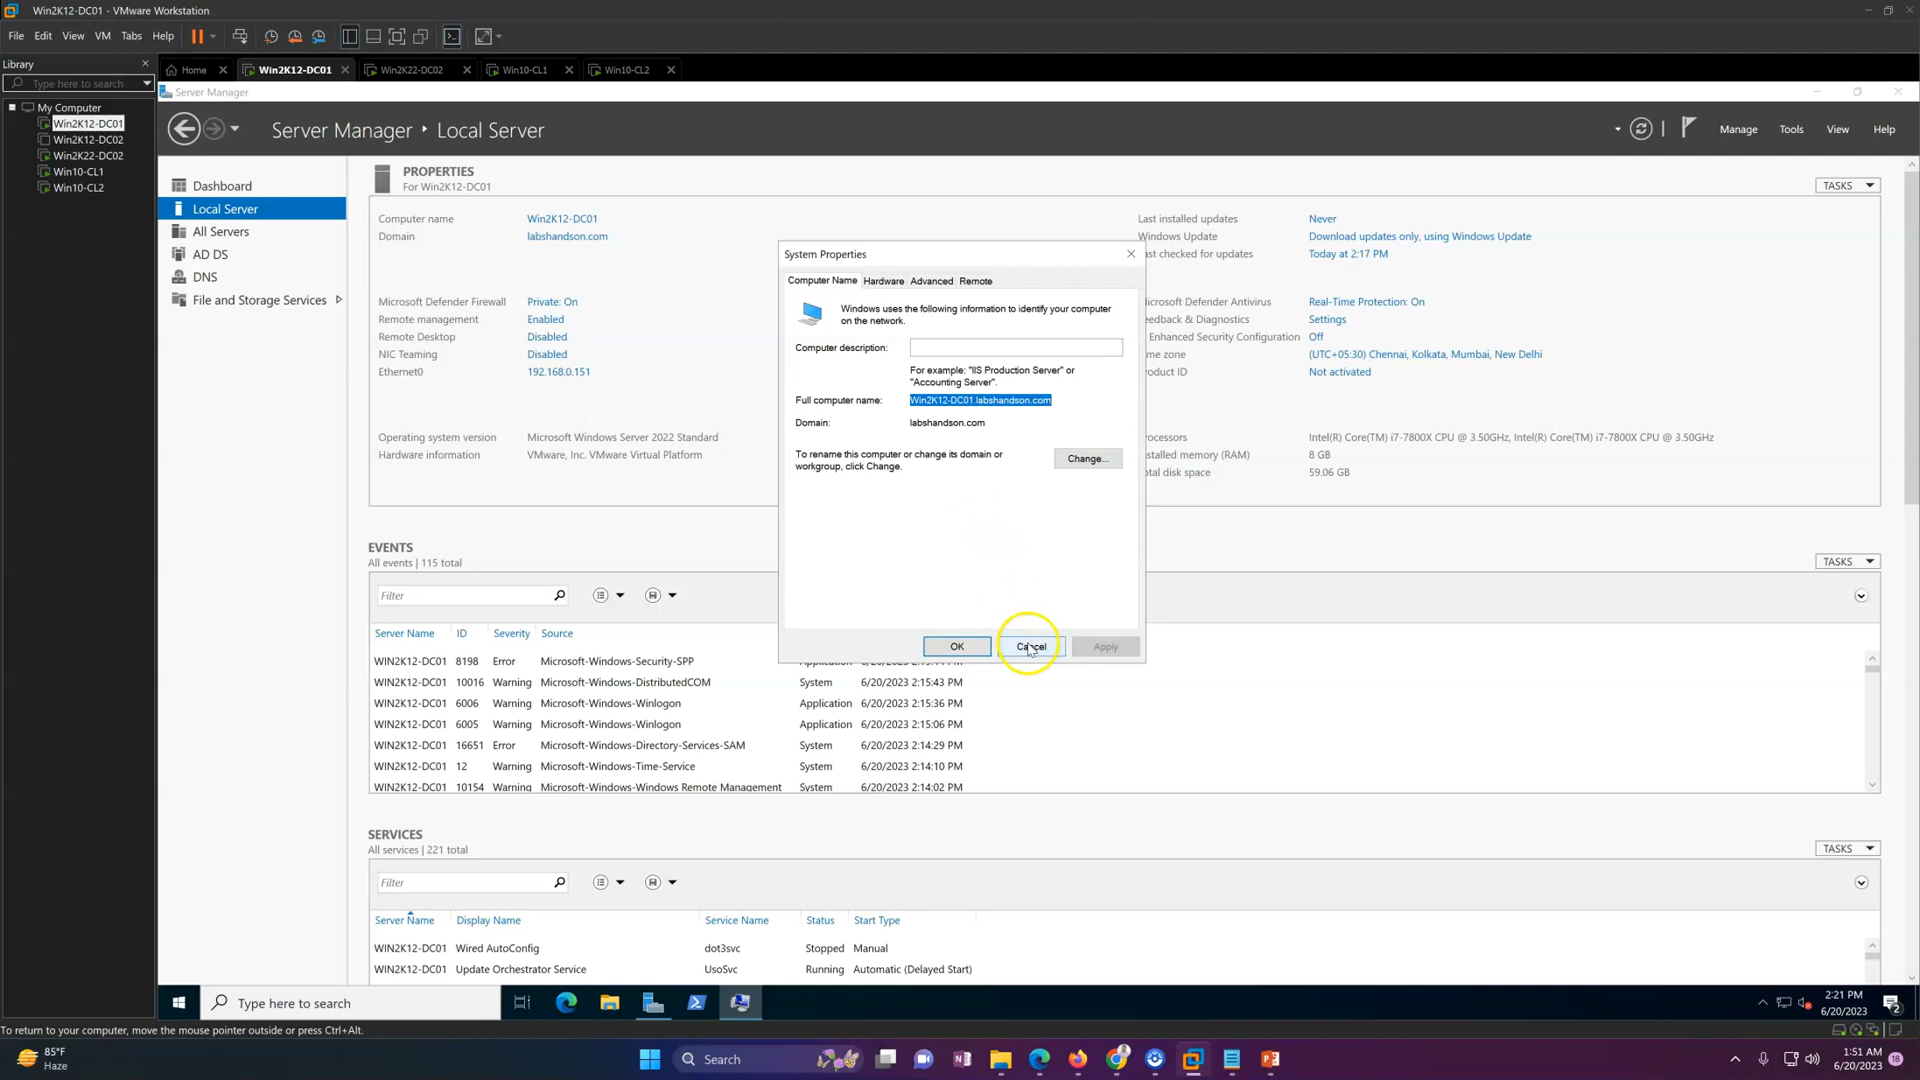 Win2K12-DC01 - VMware Workstation
File Edit View VM Tabs Help
Library
Type here to search
My Computer
Win2K12-DC01
Win2K12-DC02
Win2K22-DC02
Win10-CL1
Win10-CL2
Home Win2K12-DC01 Win2K22-DC02 Win10-CL1 Win10-CL2
Server Manager
Server Manager Local Server
Manage Tools View Help
Dashboard
Local Server
All Servers
AD DS
DNS
File and Storage Services
PROPERTIES
For Win2K12-DC01
TASKS
Computer name Win2K12-DC01
Domain labshandson.com
Last installed updates Never
Windows Update Download updates only, using Windows Update
ast checked for updates Today at 2:17 PM
Microsoft Defender Firewall Private: On
Remote management Enabled
Remote Desktop Disabled
NIC Teaming Disabled
Ethernet0 192.168.0.151
icrosoft Defender Antivirus Real-Time Protection: On
eedback & Diagnostics Settings
Enhanced Security Configuration Off
me zone (UTC+05:30) Chennai, Kolkata, Mumbai, New Delhi
oduct ID Not activated
Operating system version Microsoft Windows Server 2022 Standard
Hardware information VMware, Inc. VMware Virtual Platform
ocessors Intel(R) Core(TM) i7-7800X CPU @ 3.50GHz, Intel(R) Core(TM) i7-7800X CPU @ 3.50GHz
stalled memory (RAM) 8 GB
otal disk space 59.06 GB
System Properties
Computer Name Hardware Advanced Remote
Windows uses the following information to identify your computer
on the network.
Computer description:
For example: "IIS Production Server" or
"Accounting Server".
Full computer name: Win2K12-DC01.labshandson.com
Domain: labshandson.com
To rename this computer or change its domain or
workgroup, click Change.
Change...
OK Cancel Apply
EVENTS
All events | 115 total
TASKS
Filter
Server Name ID Severity Source
WIN2K12-DC01 8198 Error Microsoft-Windows-Security-SPP
WIN2K12-DC01 10016 Warning Microsoft-Windows-DistributedCOM System 6/20/2023 2:15:43 PM
WIN2K12-DC01 6006 Warning Microsoft-Windows-Winlogon Application 6/20/2023 2:15:36 PM
WIN2K12-DC01 6005 Warning Microsoft-Windows-Winlogon Application 6/20/2023 2:15:06 PM
WIN2K12-DC01 16651 Error Microsoft-Windows-Directory-Services-SAM System 6/20/2023 2:14:29 PM
WIN2K12-DC01 12 Warning Microsoft-Windows-Time-Service System 6/20/2023 2:14:10 PM
WIN2K12-DC01 10154 Warning Microsoft-Windows-Windows Remote Management System 6/20/2023 2:14:02 PM
SERVICES
All services | 221 total
TASKS
Filter
Server Name Display Name Service Name Status Start Type
WIN2K12-DC01 Wired AutoConfig dot3svc Stopped Manual
WIN2K12-DC01 Update Orchestrator Service UsoSvc Running Automatic (Delayed Start)
Type here to search
2:21 PM
6/20/2023
2
To return to your computer, move the mouse pointer outside or press Ctrl+Alt.
85°F
Haze
Search
1:51 AM
6/20/2023
18